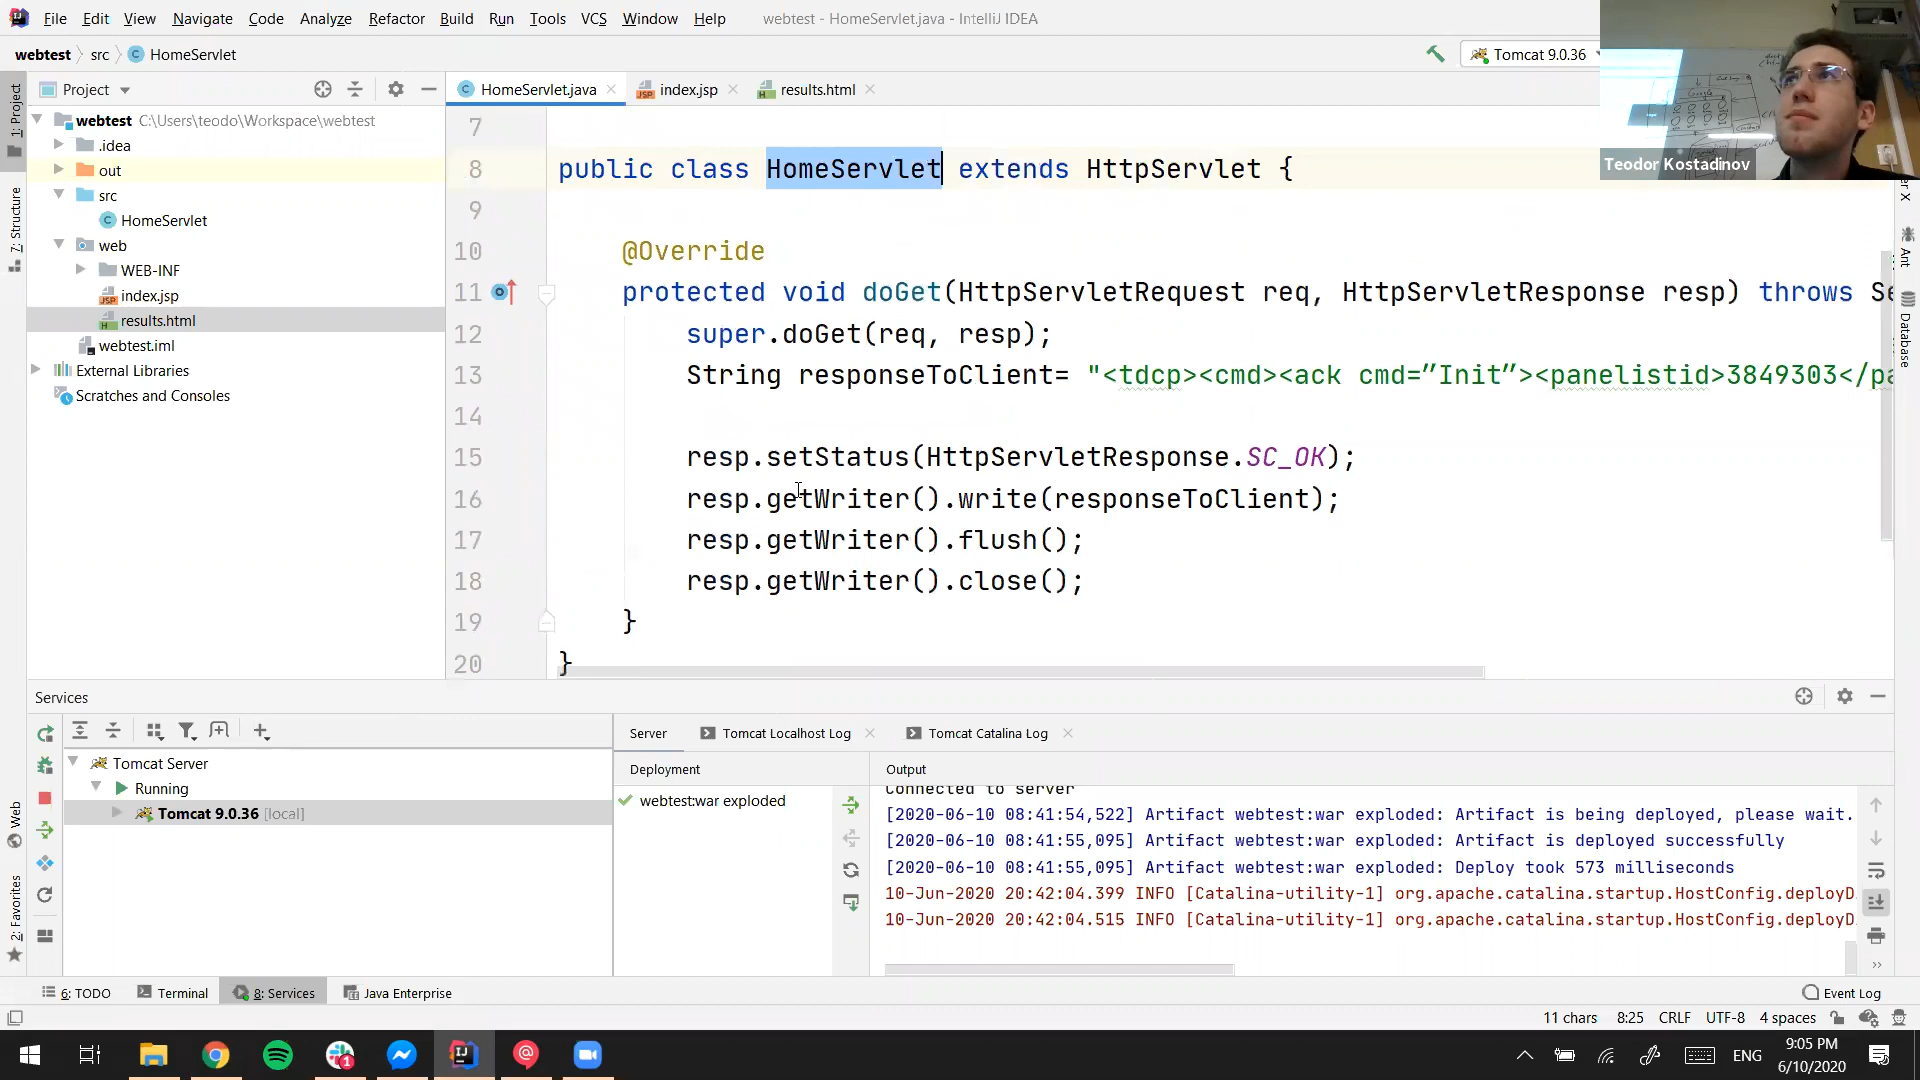 File Edit View Navigate Code Analyze Refactor Build Run Tools VCS Window Help webtest - HomeServlet.java - IntelliJ IDEA
webtest src HomeServlet Tomcat 9.0.36
Project HomeServlet.java index.jsp results.html
1: Project
7: Structure
Web
2: Favorites
webtest C:\Users\teodo\Workspace\webtest
.idea
out
src
HomeServlet
web
WEB-INF
index.jsp
results.html
webtest.iml
External Libraries
Scratches and Consoles
7
8 public class HomeServlet extends HttpServlet {
9
10 @Override
11 protected void doGet(HttpServletRequest req, HttpServletResponse resp) throws Se
12 super.doGet(req, resp);
13 String responseToClient= "<tdcp><cmd><ack cmd=”Init”><panelistid>3849303</pa
14
15 resp.setStatus(HttpServletResponse.SC_OK);
16 resp.getWriter().write(responseToClient);
17 resp.getWriter().flush();
18 resp.getWriter().close();
19 }
20 }
Teodor Kostadinov
Ant
Database
Services
Tomcat Server
Running
Tomcat 9.0.36 [local]
Server Tomcat Localhost Log Tomcat Catalina Log
Deployment Output
webtest:war exploded
Connected to server
[2020-06-10 08:41:54,522] Artifact webtest:war exploded: Artifact is being deployed, please wait.
[2020-06-10 08:41:55,095] Artifact webtest:war exploded: Artifact is deployed successfully
[2020-06-10 08:41:55,095] Artifact webtest:war exploded: Deploy took 573 milliseconds
10-Jun-2020 20:42:04.399 INFO [Catalina-utility-1] org.apache.catalina.startup.HostConfig.deployD
10-Jun-2020 20:42:04.515 INFO [Catalina-utility-1] org.apache.catalina.startup.HostConfig.deployD
6: TODO Terminal 8: Services Java Enterprise Event Log
11 chars 8:25 CRLF UTF-8 4 spaces
ENG
9:05 PM
6/10/2020